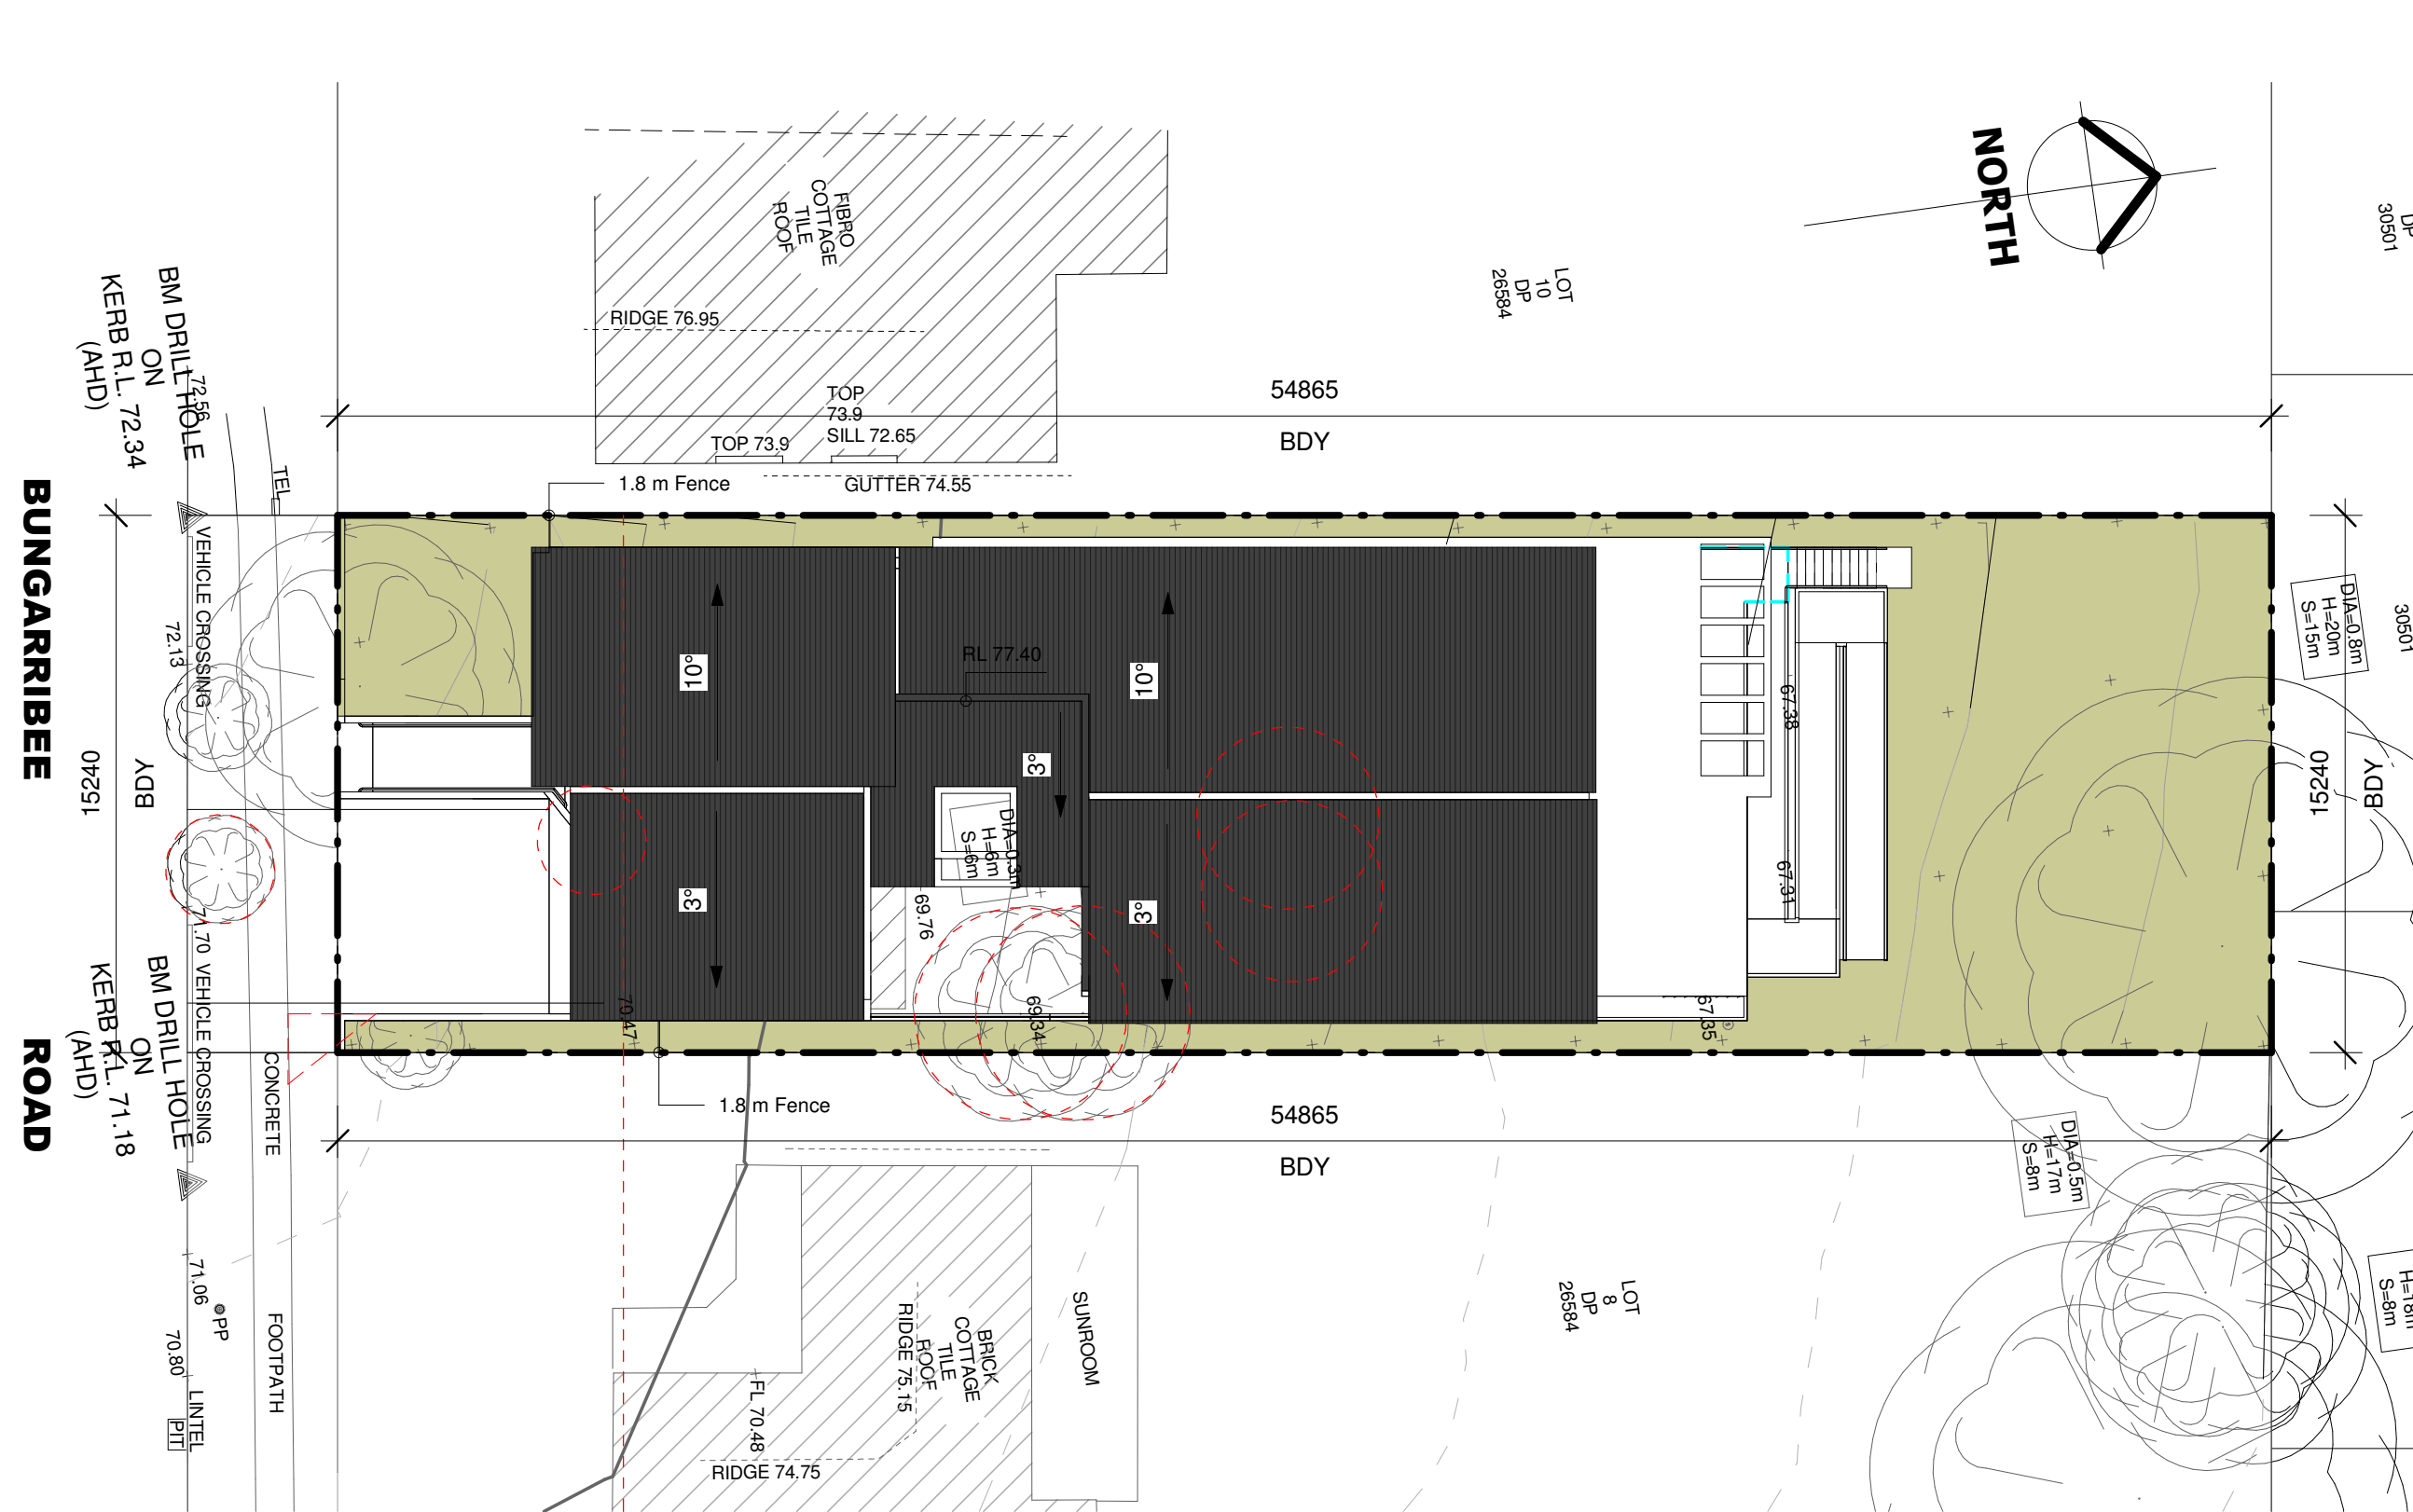 NORTH
DP
30501
FIBRO
COTTAGE
TILE
ROOF
LOT
10
DP
26584
RIDGE 76.95
BM DRILL HOLE
ON
KERB R.L. 72.34
(AHD)
72.56
TOP
73.9
SILL 72.65
TOP 73.9
54865
BDY
TEL
1.8 m Fence
GUTTER 74.55
BUNGARRIBEE
ROAD
VEHICLE CROSSING
72.13
15240
BDY
10°
RL 77.40
10°
3°
DIA=0.3m
H=6m
S=6m
3°
3°
69.76
69.34
70.47
67.38
67.31
67.35
DIA=0.8m
H=20m
S=15m
30501
15240
BDY
71.70
VEHICLE CROSSING
BM DRILL HOLE
ON
KERB R.L. 71.18
(AHD)
CONCRETE
FOOTPATH
1.8 m Fence
54865
BDY
DIA=0.5m
H=17m
S=8m
H=18m
S=8m
71.06
PP
70.80
LINTEL
PIT
BRICK
COTTAGE
TILE
ROOF
RIDGE 75.15
SUNROOM
FL 70.48
RIDGE 74.75
LOT
8
DP
26584